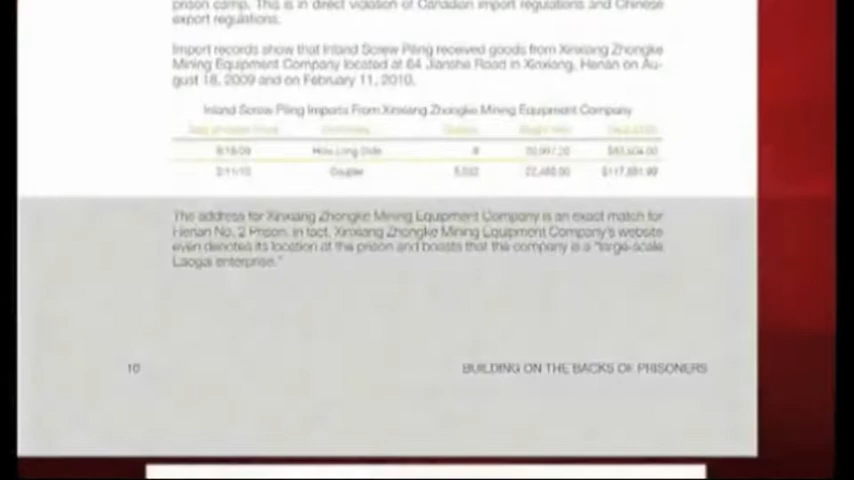 prison camp. This is in direct violation of Canadian import regulations and Chinese
export regulations.
Import records show that Inland Screw Piling received goods from Xinxiang Zhongke
Mining Equipment Company located at 64 Jianshe Road in Xinxiang, Henan on Au-
gust 18, 2009 and on February 11, 2010.
Inland Screw Piling Imports From Xinxiang Zhongke Mining Equipment Company
8/18/09
2/11/10 Coupler
The address for Xinxiang Zhongke Mining Equipment Company is an exact match for
Henan No. 2 Prison. In fact, Xinxiang Zhongke Mining Equipment Company's website
even denotes its location at the prison and boasts that the company is a "large-scale
Laogai enterprise."
10 BUILDING ON THE BACKS OF PRISONERS